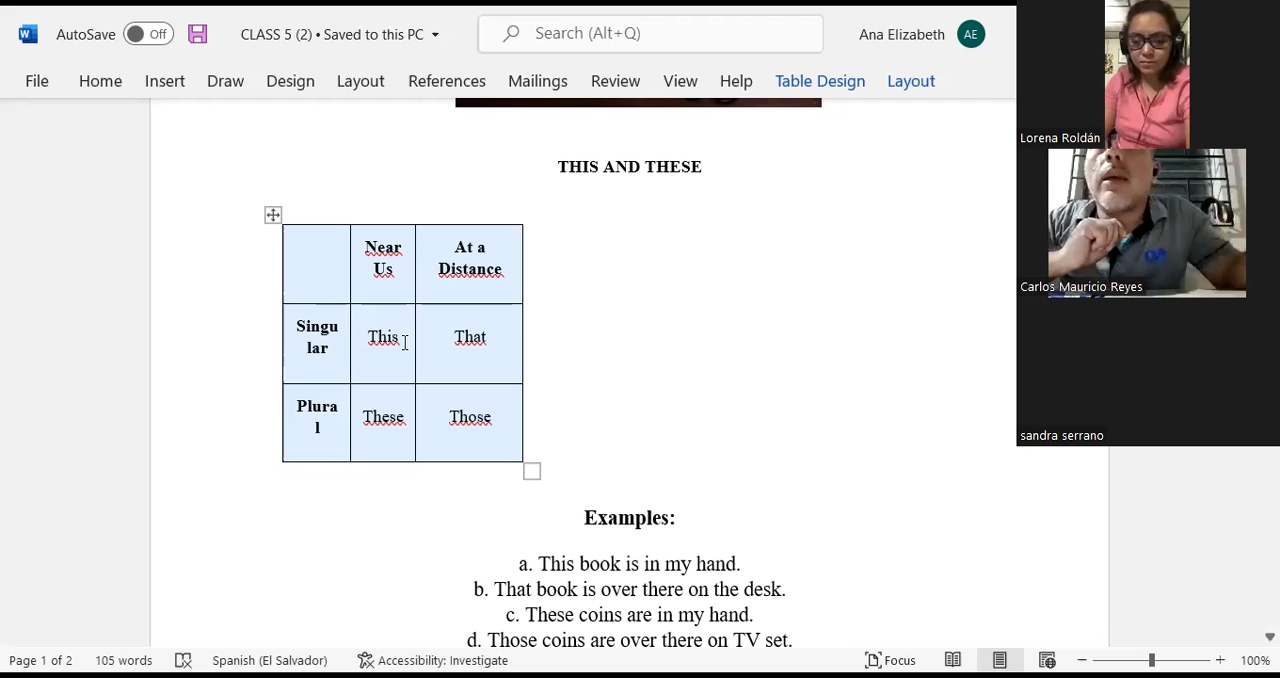 AutoSave Off CLASS 5 (2) • Saved to this PC Search (Alt+Q) Ana Elizabeth AE
File Home Insert Draw Design Layout References Mailings Review View Help Table Design Layout
Lorena Roldán
THIS AND THESE
Near
Us
At a
Distance
Singu
lar
This
That
Plura
l
These
Those
Carlos Mauricio Reyes
sandra serrano
Examples:
a. This book is in my hand.
b. That book is over there on the desk.
c. These coins are in my hand.
d. Those coins are over there on TV set.
Page 1 of 2 105 words Spanish (El Salvador) Accessibility: Investigate Focus 100%